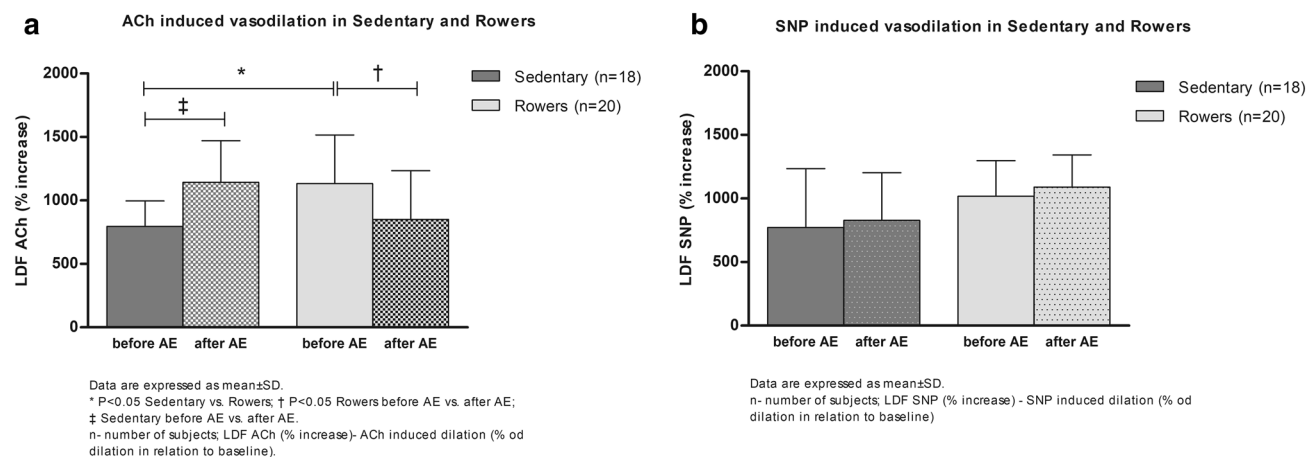 a
ACh induced vasodilation in Sedentary and Rowers
LDF ACh (% increase)
2000
1500
1000
500
0
*
†
‡
Sedentary (n=18)
Rowers (n=20)
before AE after AE before AE after AE
Data are expressed as mean±SD.
* P<0.05 Sedentary vs. Rowers; † P<0.05 Rowers before AE vs. after AE;
‡ Sedentary before AE vs. after AE.
n- number of subjects; LDF ACh (% increase)- ACh induced dilation (% od
dilation in relation to baseline).
b
SNP induced vasodilation in Sedentary and Rowers
LDF SNP (% increase)
2000
1500
1000
500
0
Sedentary (n=18)
Rowers (n=20)
before AE after AE before AE after AE
Data are expressed as mean±SD.
n- number of subjects; LDF SNP (% increase) - SNP induced dilation (% od
dilation in relation to baseline)